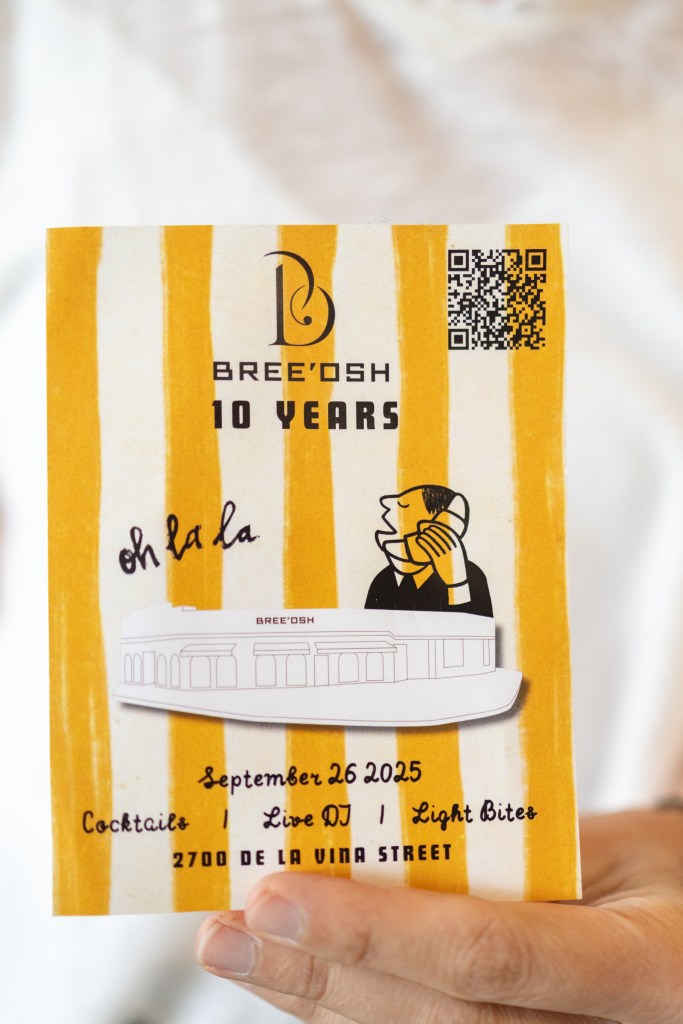 B
BREE'OSH
10 YEARS
oh la la
BREE'OSH
September 26 2025
Cocktails | Live DJ | Light Bites
2700 DE LA VINA STREET